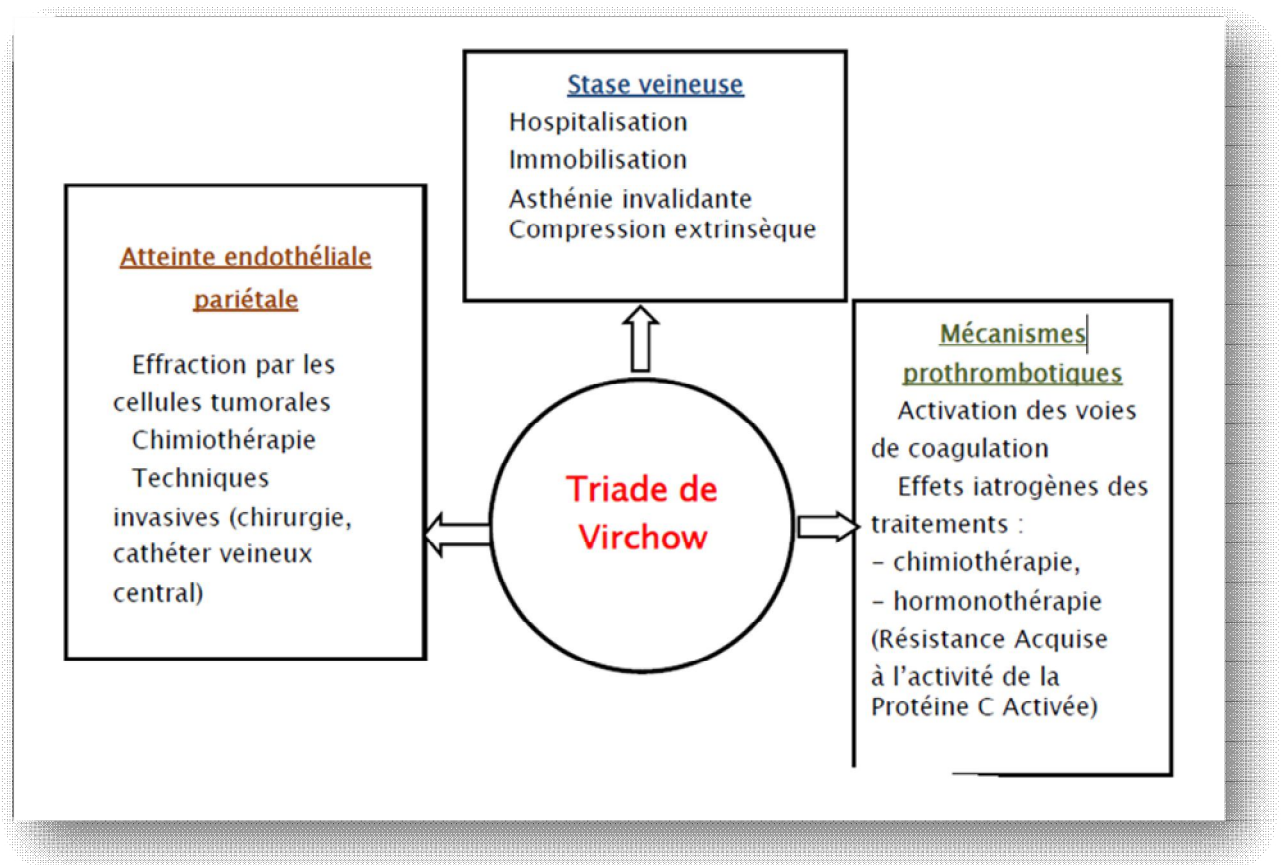 Stase veineuse
Hospitalisation
Immobilisation
Asthénie invalidante
Compression extrinsèque
Atteinte endothéliale
pariétale
Effraction par les
cellules tumorales
Chimiothérapie
Techniques
invasives (chirurgie,
cathéter veineux
central)
Triade de
Virchow
Mécanismes
prothrombotiques
Activation des voies
de coagulation
Effets iatrogènes des
traitements :
– chimiothérapie,
– hormonothérapie
(Résistance Acquise
à l’activité de la
Protéine C Activée)